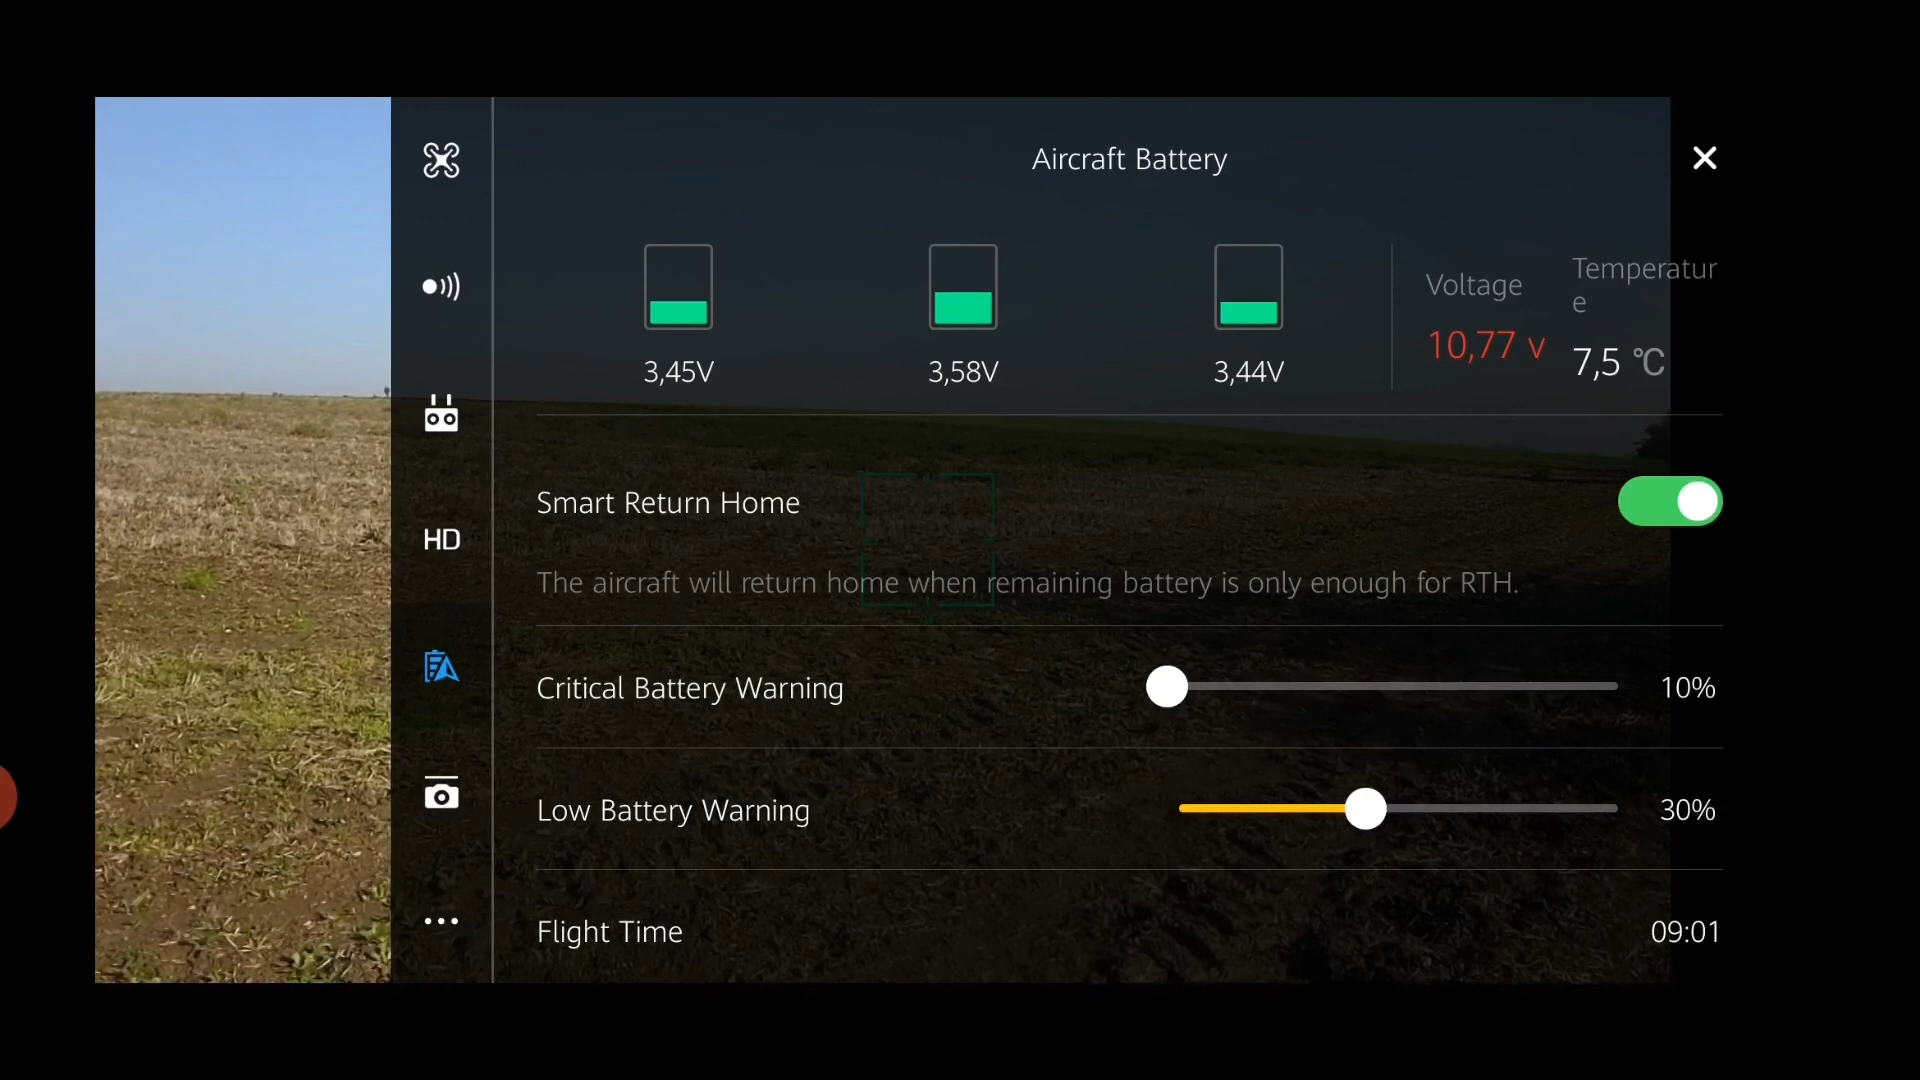 Aircraft Battery
Voltage
Temperatur
e
10,77 V
7,5 °C
3,45V
3,58V
3,44V
Smart Return Home
The aircraft will return home when remaining battery is only enough for RTH.
HD
Critical Battery Warning
10%
Low Battery Warning
30%
Flight Time
09:01